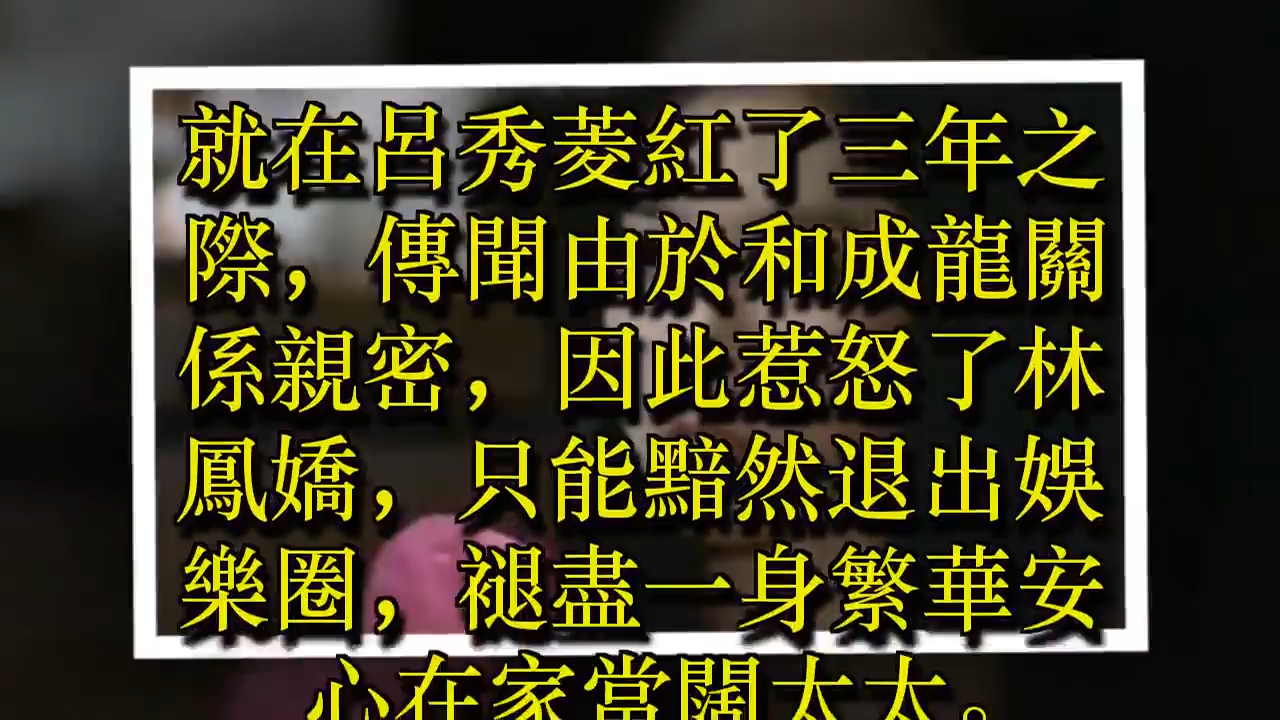 就在呂秀菱紅了三年之
際，傳聞由於和成龍關
係親密，因此惹怒了林
鳳嬌，只能黯然退出娛
樂圈，褪盡一身繁華安
心在家當闊太太。